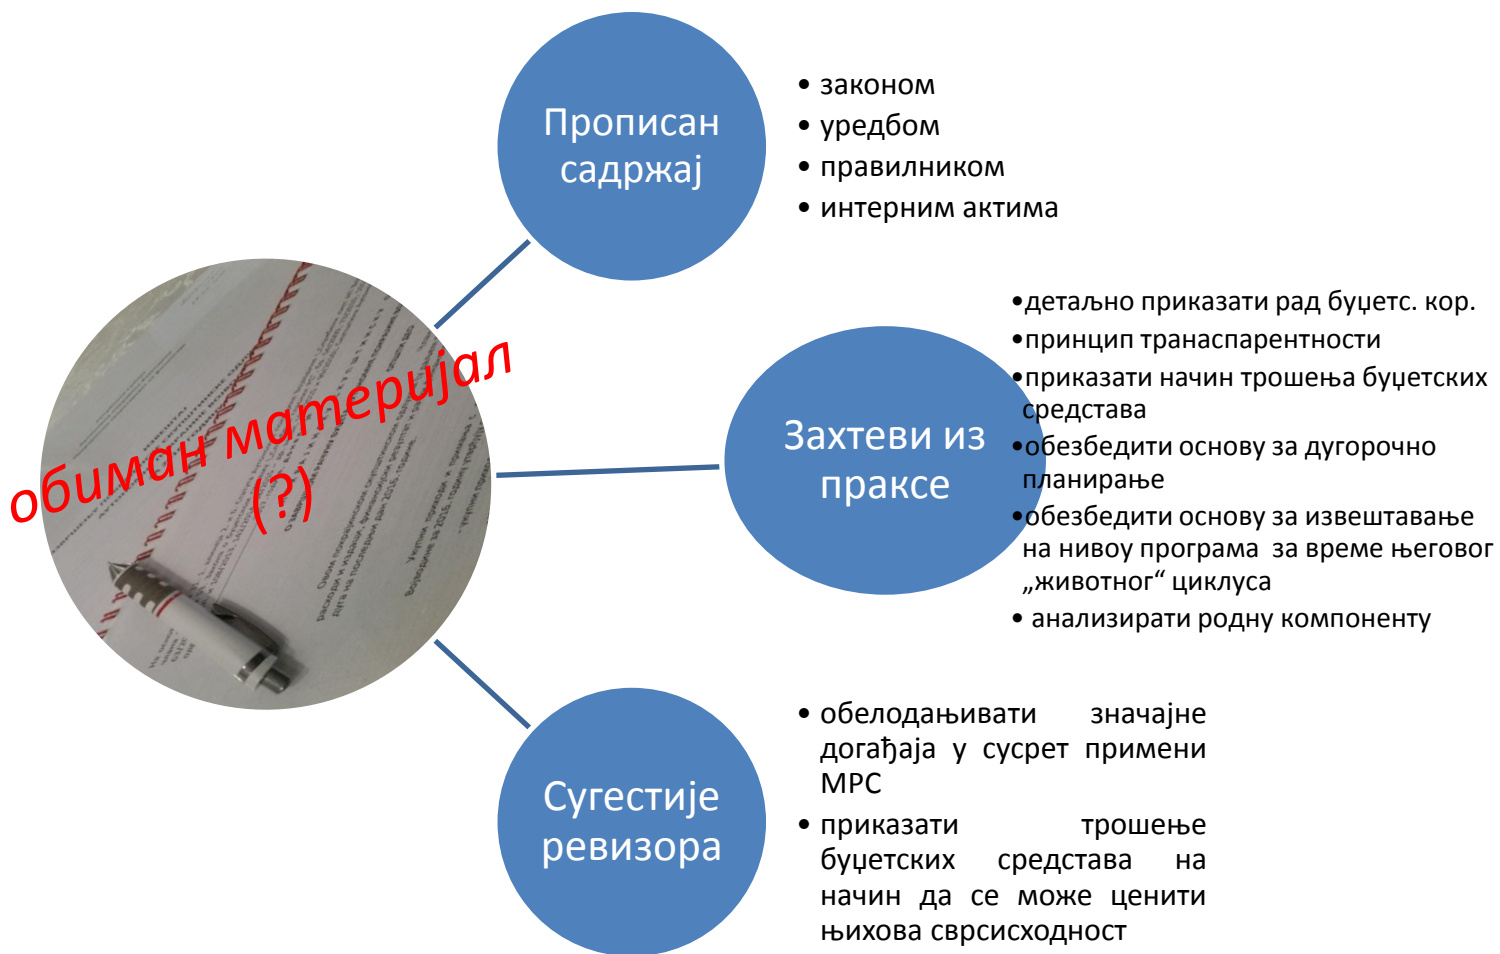 Прописан
садржај
• законом
• уредбом
• правилником
• интерним актима
обиман материјал
(?)
Захтеви из
праксе
•детаљно приказати рад буџетс. кор.
•принцип транаспарентности
•приказати начин трошења буџетских
средстава
•обезбедити основу за дугорочно
планирање
•обезбедити основу за извештавање
на нивоу програма за време његовог
„животног“ циклуса
• анализирати родну компоненту
Сугестије
ревизора
• обелодањивати значајне
догађаја у сусрет примени
МРС
• приказати трошење
буџетских средстава на
начин да се може ценити
њихова сврсисходност